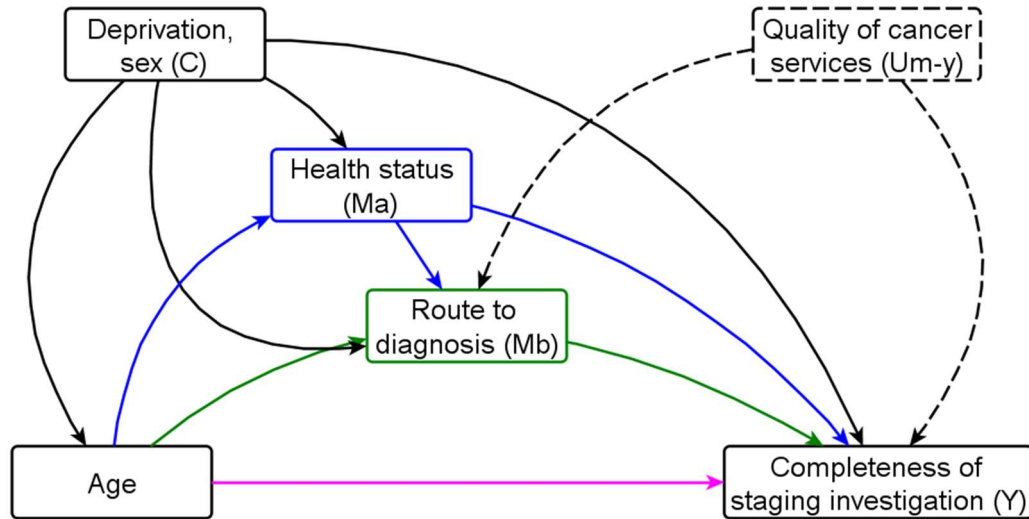 Deprivation,
sex (C)
Quality of cancer
services (Um-y)
Health status
(Ma)
Route to
diagnosis (Mb)
Age
Completeness of
staging investigation (Y)